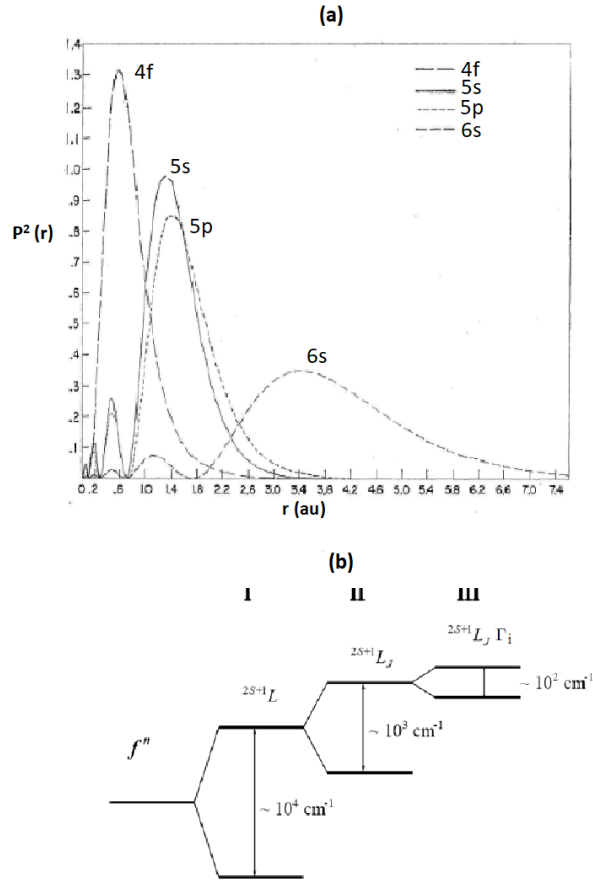 (a)
1.4
1.3
4f
4f
5s
5p
6s
1.2
1.1
1.0
5s
.9
5p
P² (r)
.8
.7
.6
.5
.4
6s
.3
.2
.1
0 .2 .6 1.0 1.4 1.8 2.2 2.6 3.0 3.4 3.8 4.2 4.6 5.0 5.4 5.8 6.2 6.6 7.0 7.4
r (au)
(b)
I II III
²ˢ⁺¹L_J Γᵢ
²ˢ⁺¹L_J
~ 10² cm⁻¹
²ˢ⁺¹L
~ 10³ cm⁻¹
fⁿ
~ 10⁴ cm⁻¹